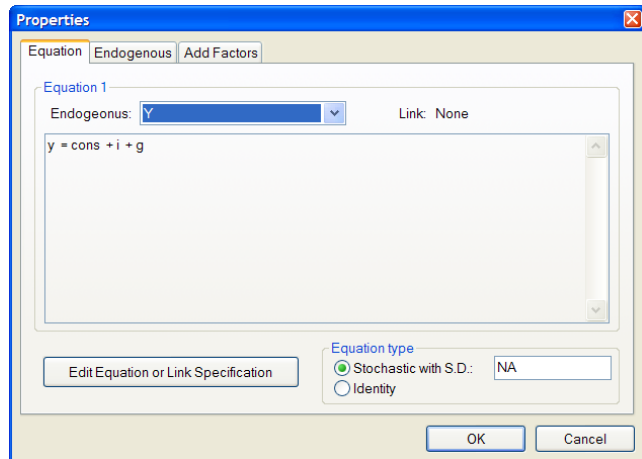 Properties
Equation Endogenous Add Factors
Equation 1
Endogeonus: Y Link: None
y = cons + i + g
Edit Equation or Link Specification
Equation type
Stochastic with S.D.: NA
Identity
OK Cancel